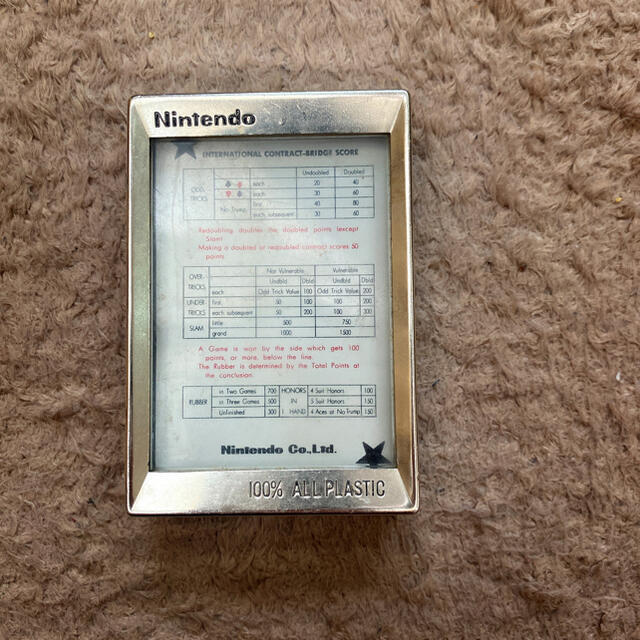 Nintendo
INTERNATIONAL CONTRACT-BRIDGE SCORE
Undoubled Doubled
ODD TRICKS each 20 40
each 30 60
No Trump first 40 80
each subsequent 30 60
Redoubling doubles the doubled points (except
Slam)
Making a doubled or redoubled contract scores 50
points
Not Vulnerable Vulnerable
OVER- TRICKS Undbld Dbld Undbld Dbld
each Odd Trick Value 100 Odd Trick Value 200
UNDER- TRICKS first 50 100 100 200
each subsequent 50 200 100 300
SLAM little 500 750
grand 1000 1500
A Game is won by the side which gets 100
points, or more, below the line.
The Rubber is determined by the Total Points at
the conclusion.
RUBBER in Two Games 700 HONORS 4 Suit Honors 100
in Three Games 500 IN 5 Suit Honors 150
Unfinished 300 1 HAND 4 Aces at No Trump 150
Nintendo Co.,Ltd.
100% ALL PLASTIC